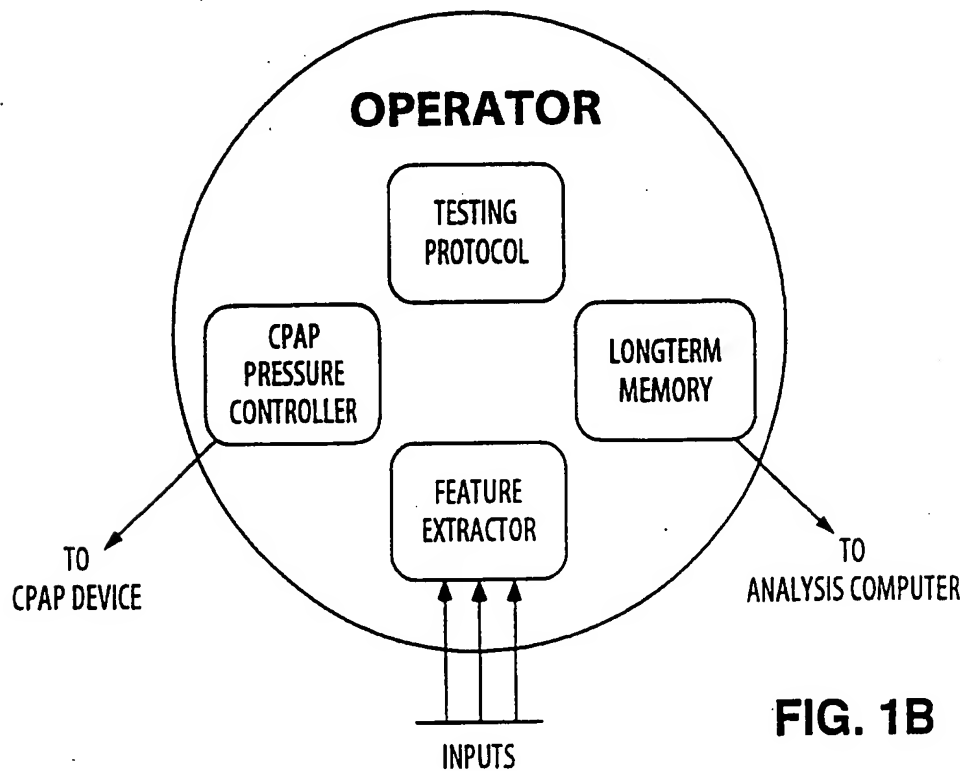 OPERATOR
TESTING
PROTOCOL
CPAP
PRESSURE
CONTROLLER
LONGTERM
MEMORY
FEATURE
EXTRACTOR
TO
CPAP DEVICE
TO
ANALYSIS COMPUTER
INPUTS
FIG. 1B